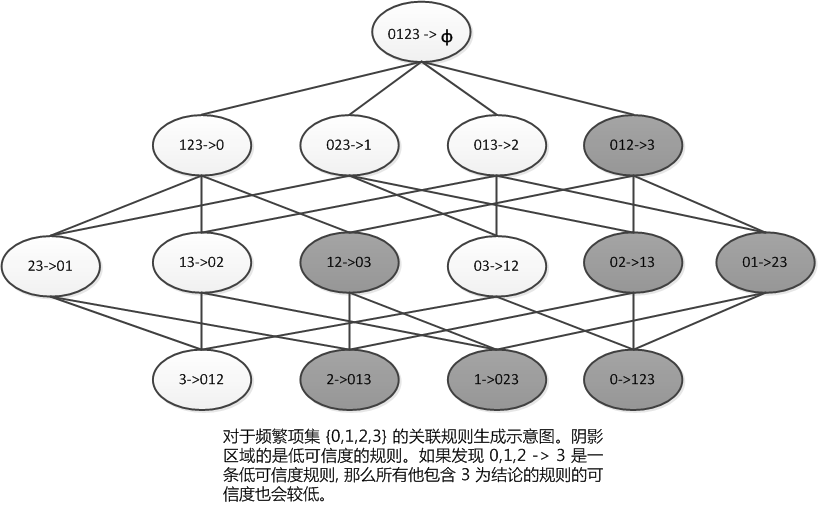 0123 -> ϕ
123->0
023->1
013->2
012->3
23->01
13->02
12->03
03->12
02->13
01->23
3->012
2->013
1->023
0->123
对于频繁项集 {0,1,2,3} 的关联规则生成示意图。阴影
区域的是低可信度的规则。如果发现 0,1,2 -> 3 是一
条低可信度规则, 那么所有他包含 3 为结论的规则的可
信度也会较低。